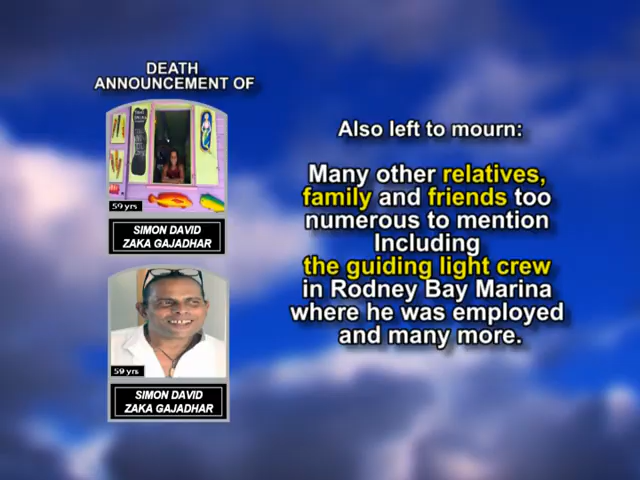 DEATH
ANNOUNCEMENT OF
59 yrs
SIMON DAVID
ZAKA GAJADHAR
59 yrs
SIMON DAVID
ZAKA GAJADHAR
Also left to mourn:
Many other relatives,
family and friends too
numerous to mention
Including
the guiding light crew
in Rodney Bay Marina
where he was employed
and many more.